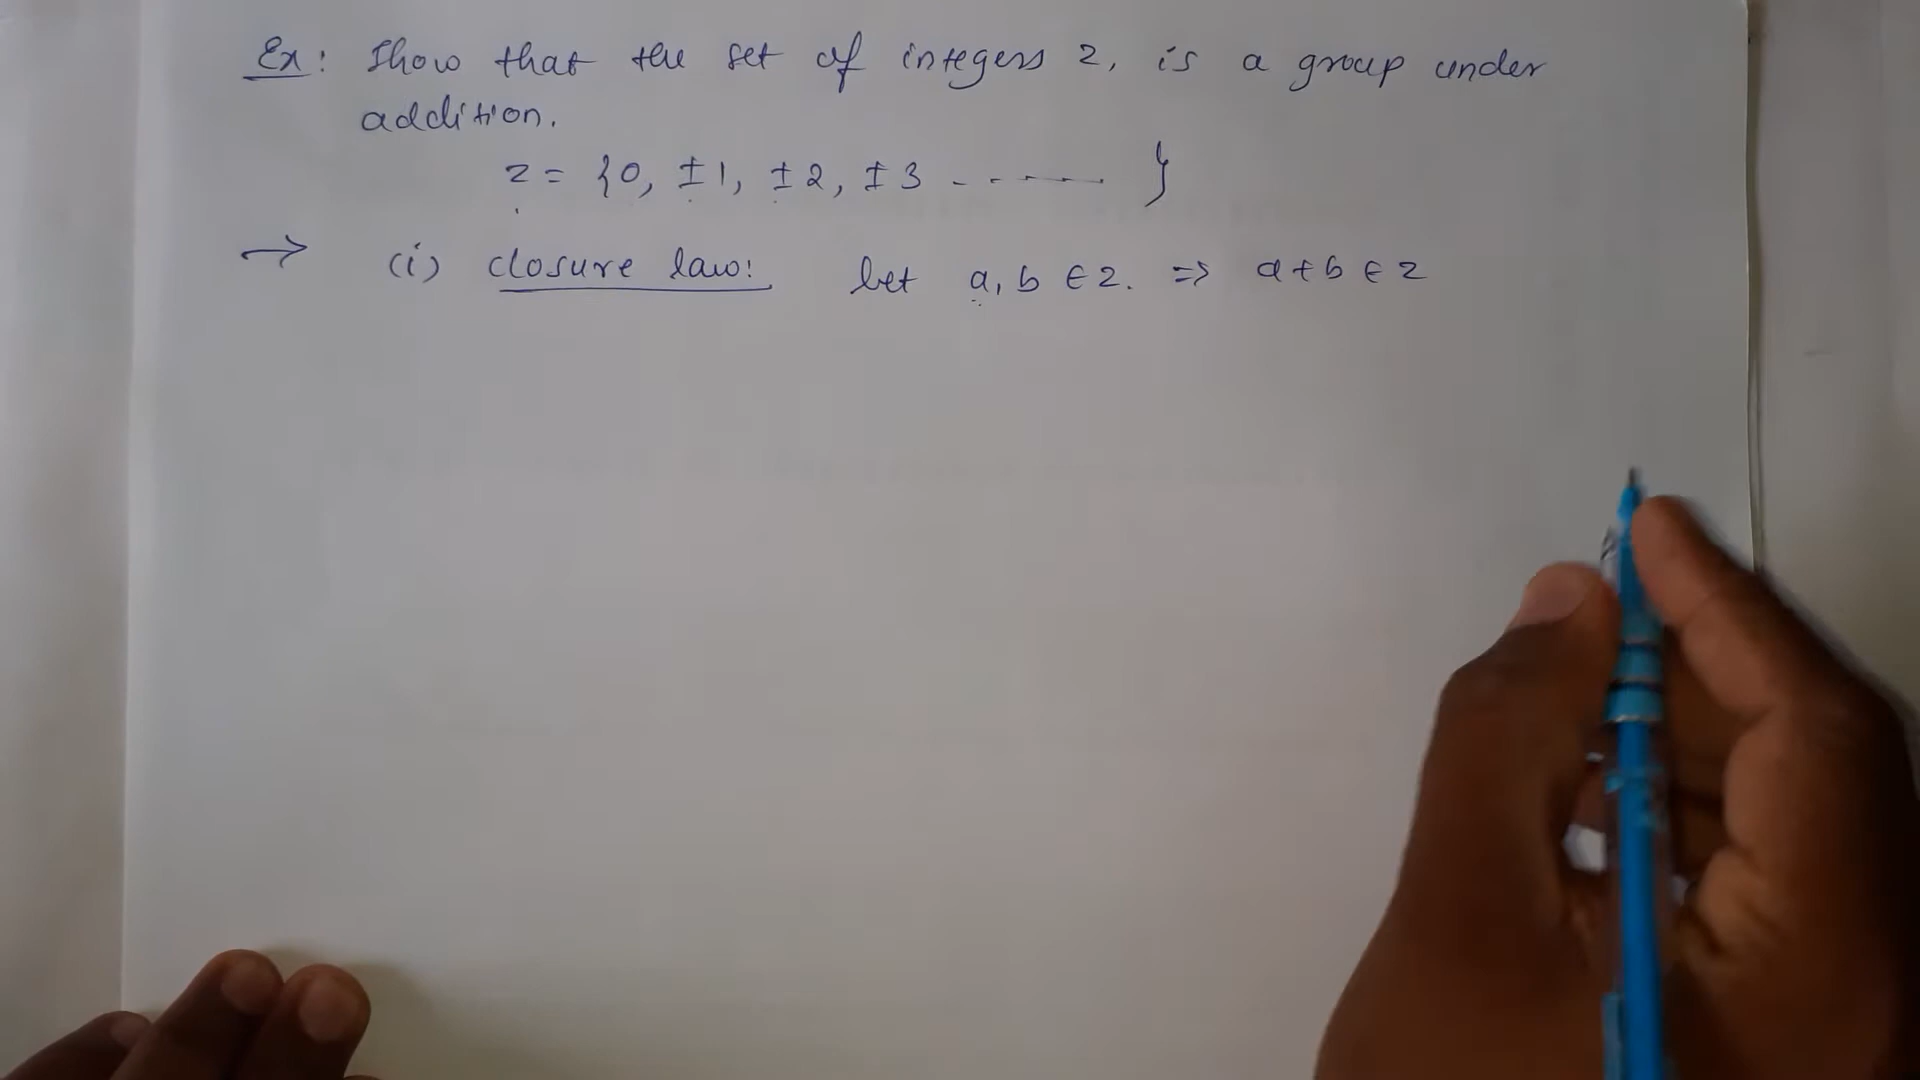 Ex: Show that the set of integers z, is a group under
addition.
z = {0, ±1, ±2, ±3 ------ }
→ (i) closure law: let a, b ∈ z. ⇒ a+b ∈ z